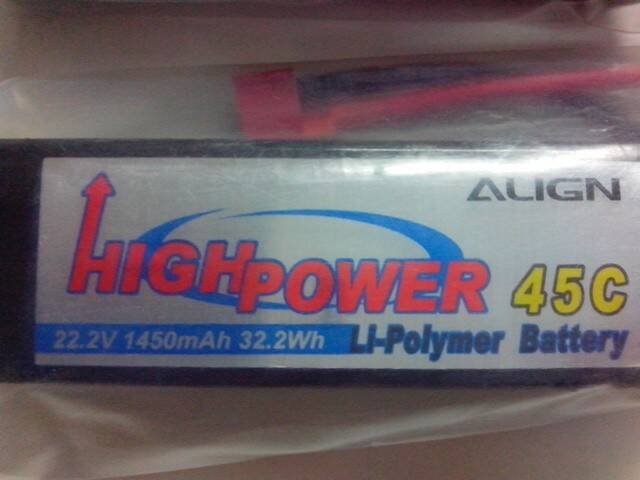 ALIGN
HIGHPOWER 45C
22.2V 1450mAh 32.2Wh Li-Polymer Battery